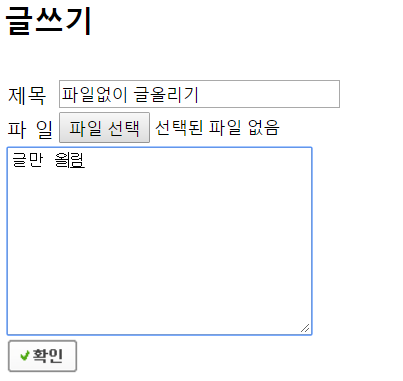 글쓰기
제목 파일없이 글올리기
파 일 파일 선택 선택된 파일 없음
글만 올림
확인